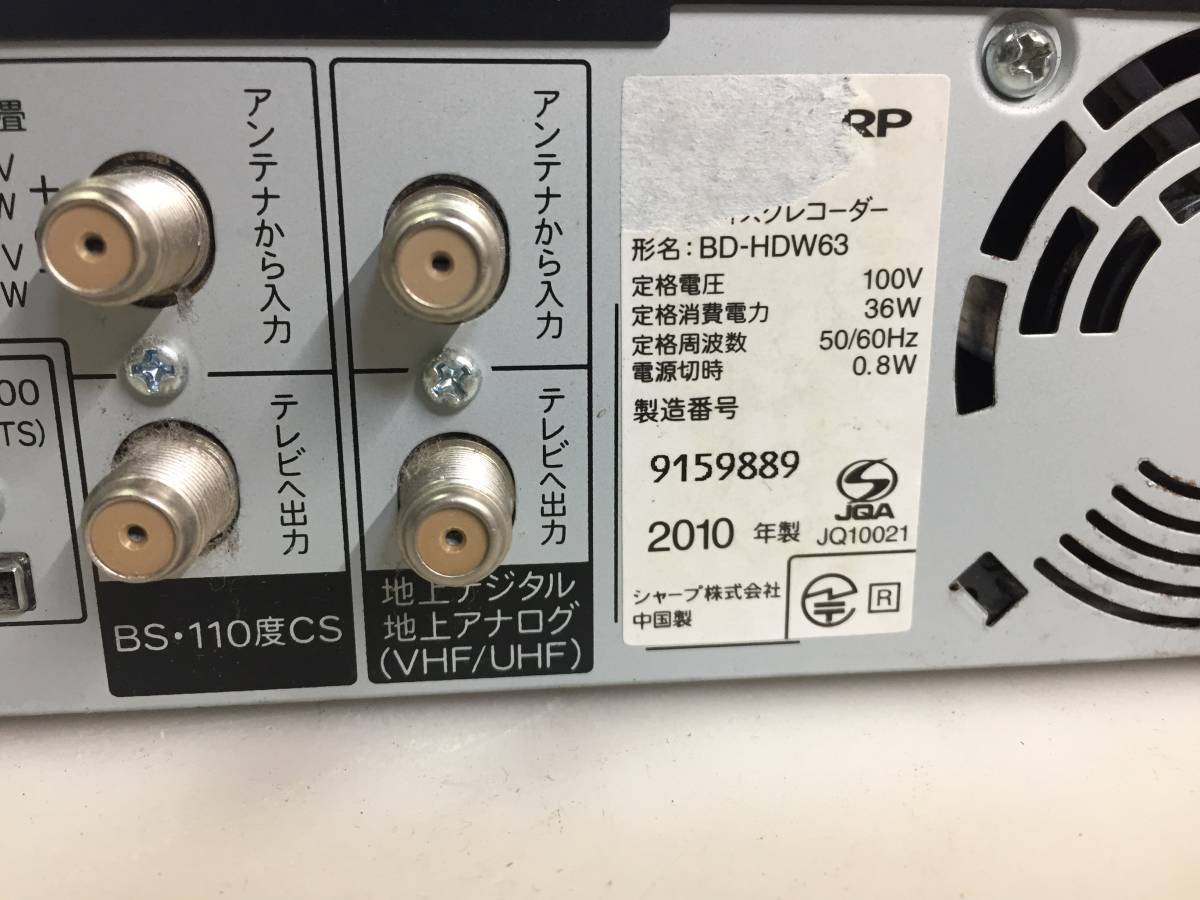 畳
V
W
V
W
00
TS)
アンテナから入力
テレビへ出力
BS・110度CS
アンテナから入力
テレビへ出力
地上デジタル
地上アナログ
(VHF/UHF)
RP
スクレコーダー
形名:BD-HDW63
定格電圧 100V
定格消費電力 36W
定格周波数 50/60Hz
電源切時 0.8W
製造番号
9159889
2010 年製
JQA
JQ10021
シャープ株式会社
中国製
R